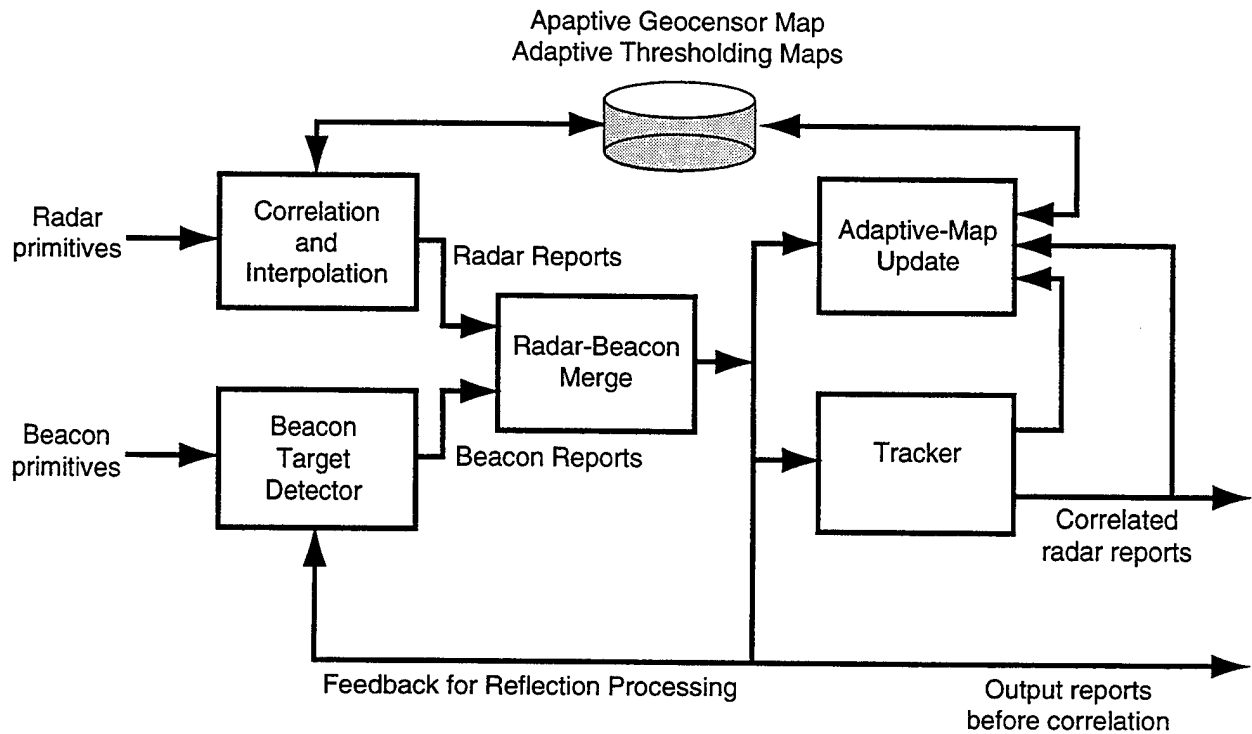 Apaptive Geocensor Map
Adaptive Thresholding Maps
Radar
primitives
Correlation
and
Interpolation
Radar Reports
Adaptive-Map
Update
Radar-Beacon
Merge
Beacon
primitives
Beacon
Target
Detector
Beacon Reports
Tracker
Correlated
radar reports
Feedback for Reflection Processing
Output reports
before correlation